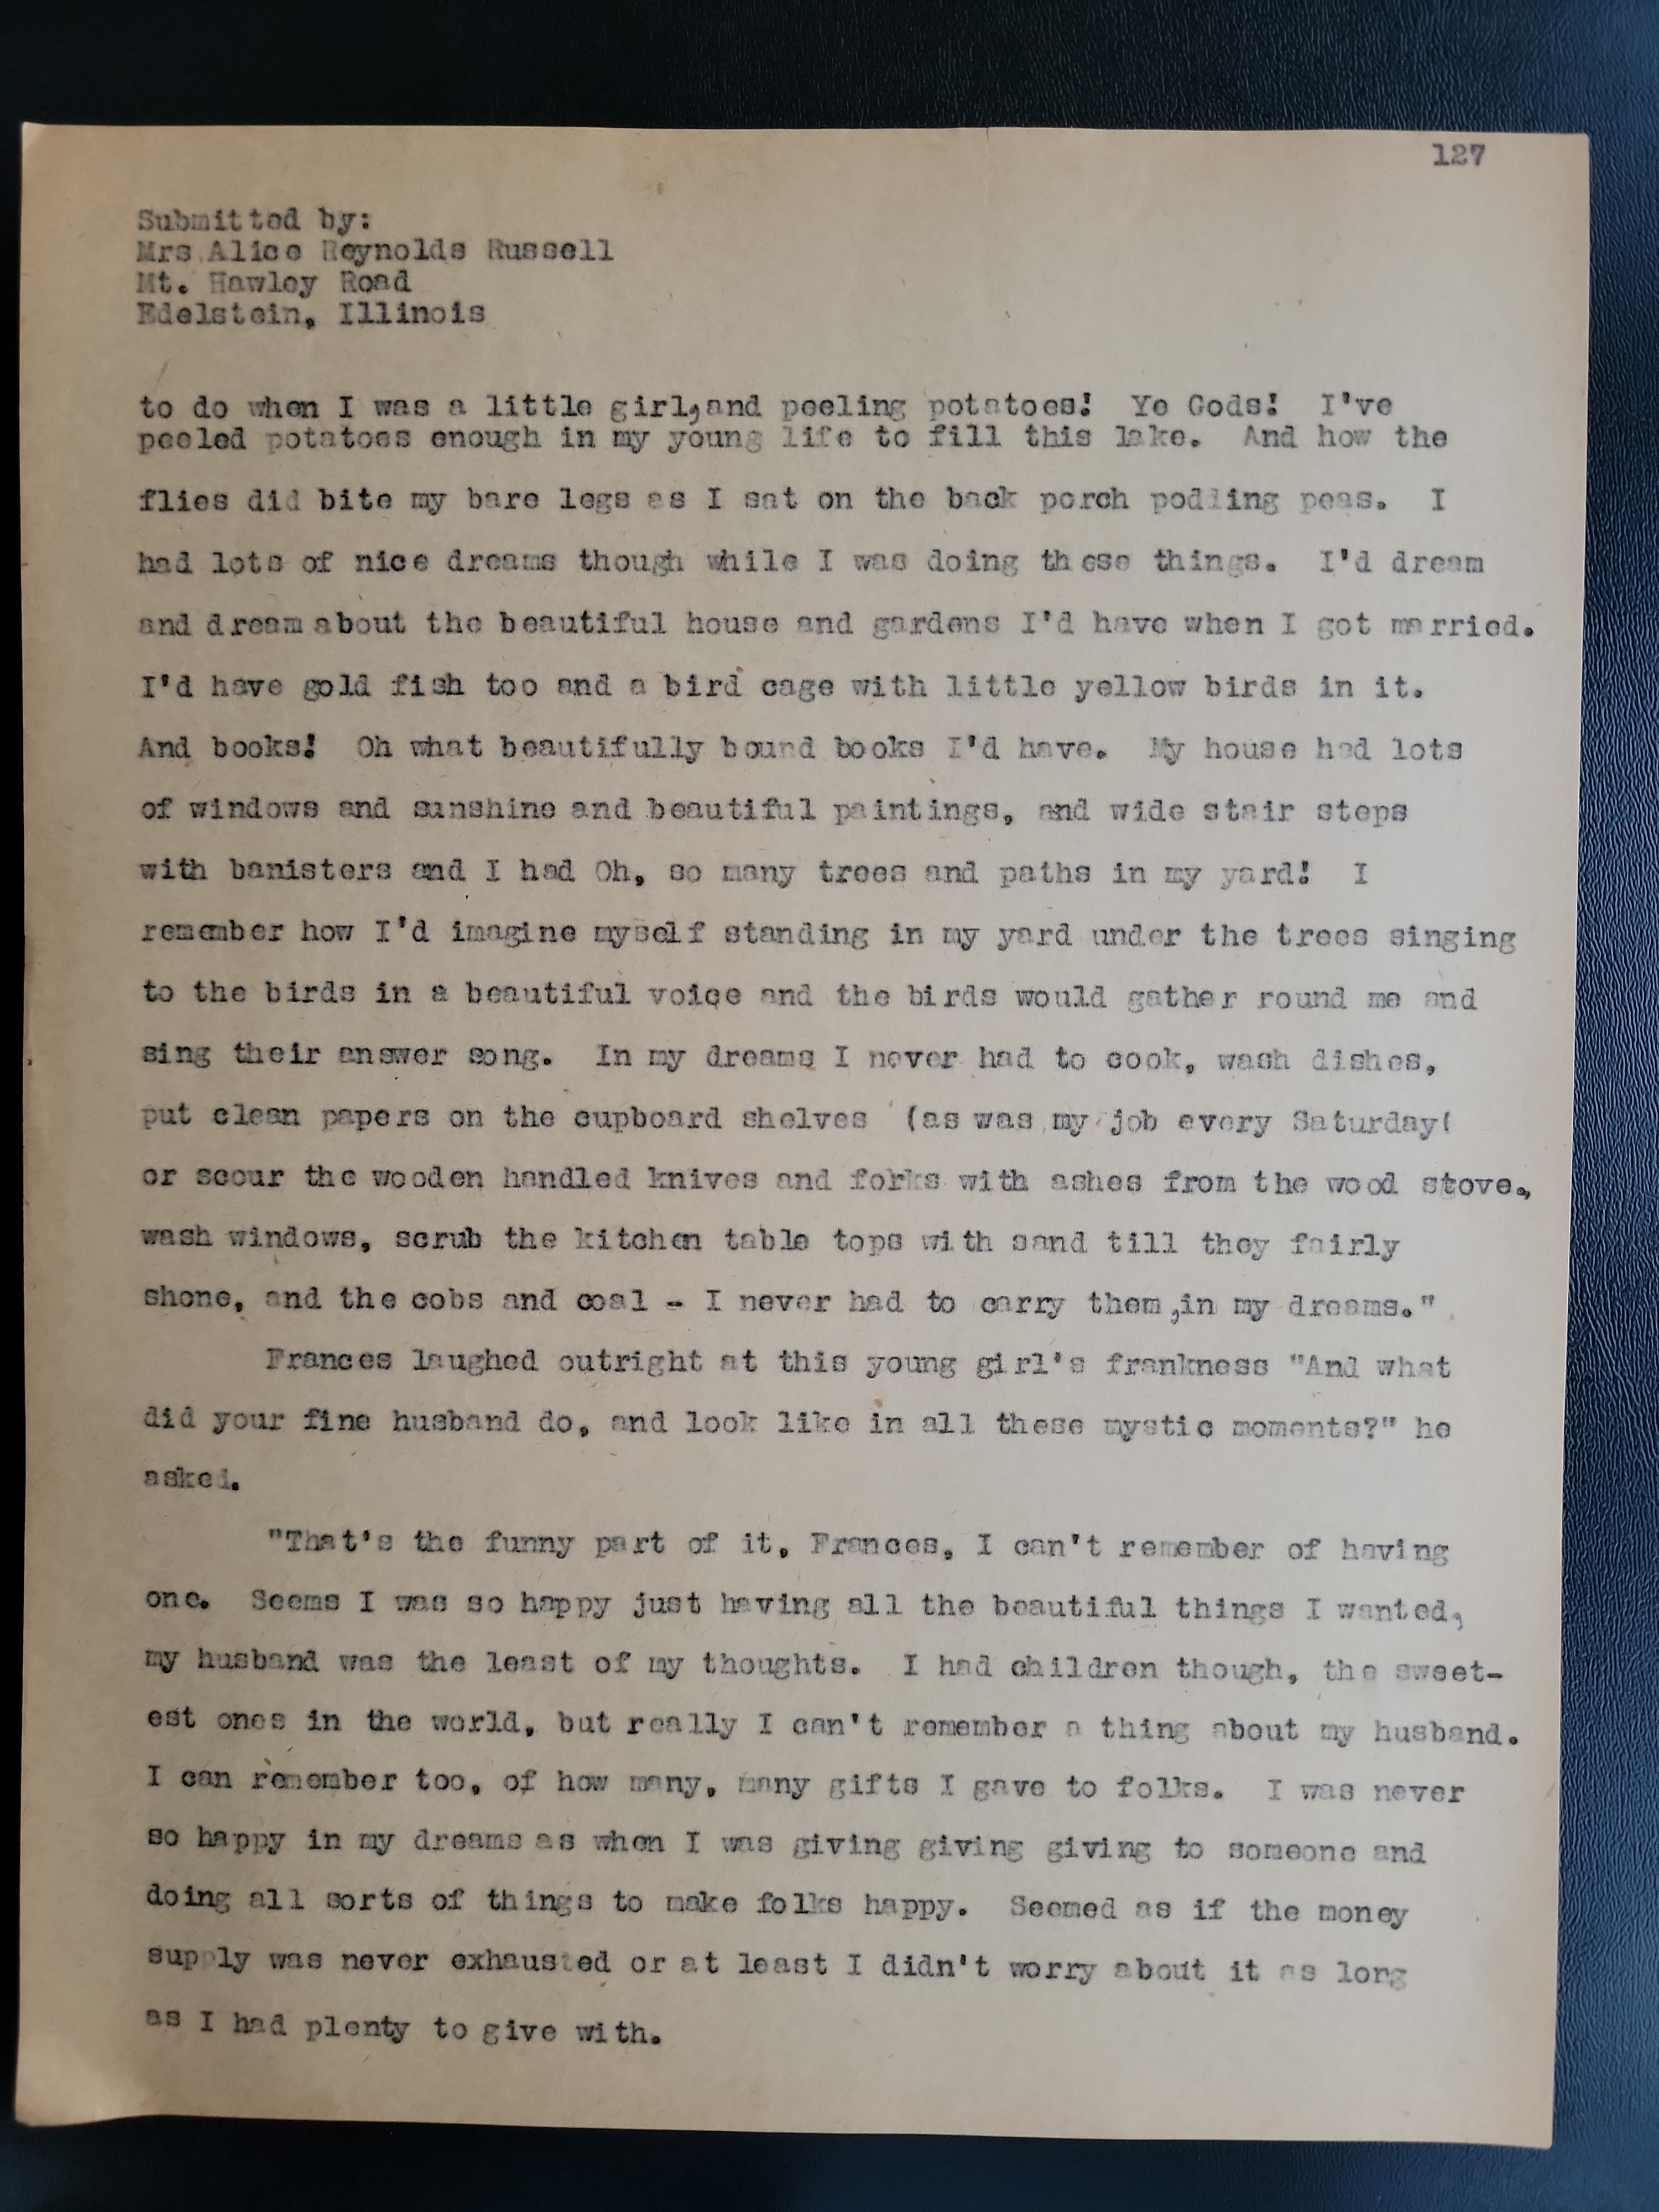 127
Submitted by:
Mrs Alice Reynolds Russell
Mt. Hawley Road
Edelstein, Illinois
to do when I was a little girl,and peeling potatoes!  Ye Gods!  I've
peeled potatoes enough in my young life to fill this lake.  And how the
flies did bite my bare legs as I sat on the back porch podling peas.  I
had lots of nice dreams though while I was doing these things.  I'd dream
and dream about the beautiful house and gardens I'd have when I got married.
I'd have gold fish too and a bird cage with little yellow birds in it.
And books!  Oh what beautifully bound books I'd have.  My house had lots
of windows and sunshine and beautiful paintings, and wide stair steps
with banisters and I had Oh, so many trees and paths in my yard!  I
remember how I'd imagine myself standing in my yard under the trees singing
to the birds in a beautiful voice and the birds would gather round me and
sing their answer song.  In my dreams I never had to cook, wash dishes,
put clean papers on the cupboard shelves (as was my job every Saturday(
or scour the wooden handled knives and forks with ashes from the wood stove.,
wash windows, scrub the kitchen table tops with sand till they fairly
shone, and the cobs and coal - I never had to carry them,in my dreams."
Frances laughed outright at this young girl's frankness "And what
did your fine husband do, and look like in all these mystic moments?" he
asked.
"That's the funny part of it, Frances, I can't remember of having
one.  Seems I was so happy just having all the beautiful things I wanted,
my husband was the least of my thoughts.  I had children though, the sweet-
est ones in the world, but really I can't remember a thing about my husband.
I can remember too, of how many, many gifts I gave to folks.  I was never
so happy in my dreams as when I was giving giving giving to someone and
doing all sorts of things to make folks happy.  Seemed as if the money
supply was never exhausted or at least I didn't worry about it as long
as I had plenty to give with.